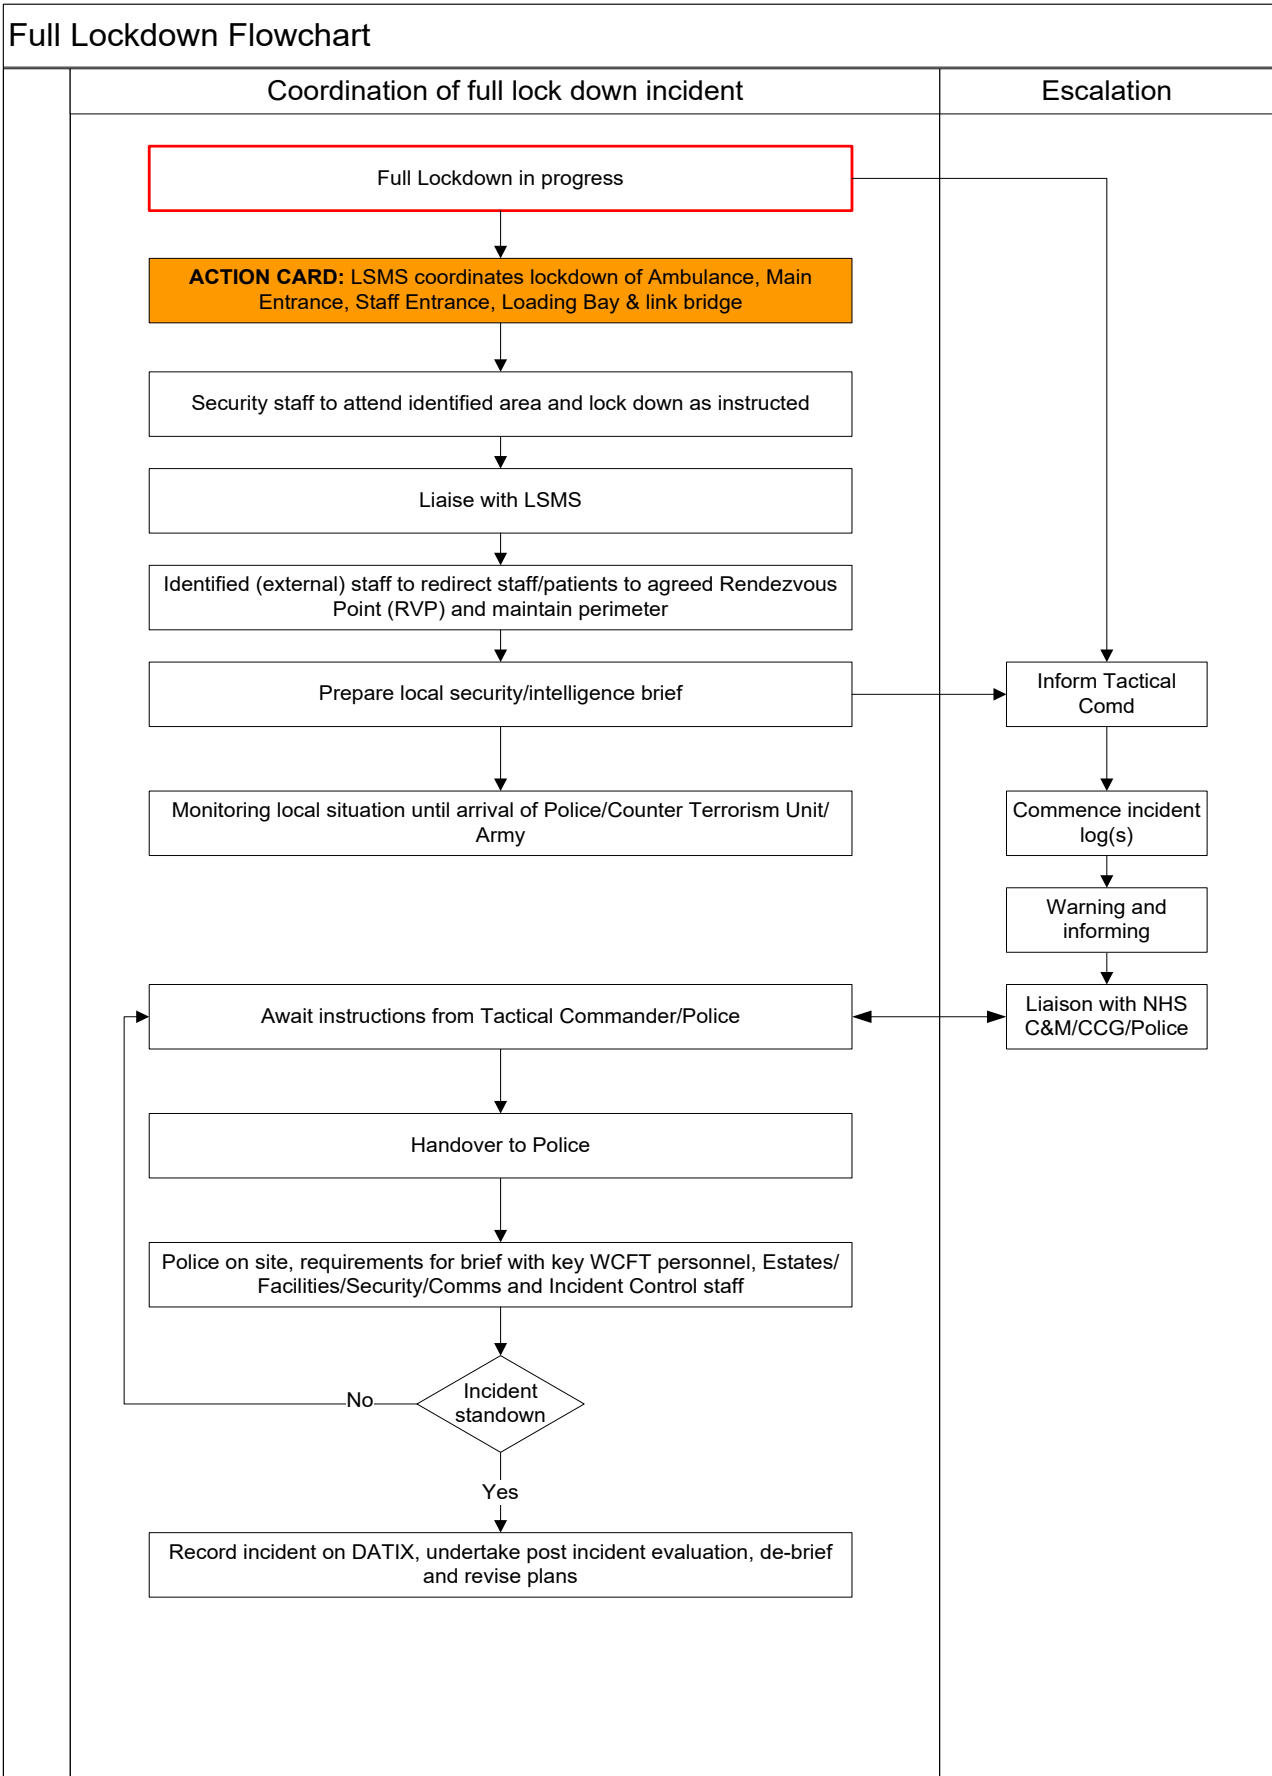 Full Lockdown Flowchart
Coordination of full lock down incident
Escalation
Full Lockdown in progress
ACTION CARD: LSMS coordinates lockdown of Ambulance, Main
Entrance, Staff Entrance, Loading Bay & link bridge
Security staff to attend identified area and lock down as instructed
Liaise with LSMS
Identified (external) staff to redirect staff/patients to agreed Rendezvous
Point (RVP) and maintain perimeter
Prepare local security/intelligence brief
Inform Tactical
Comd
Monitoring local situation until arrival of Police/Counter Terrorism Unit/
Army
Commence incident
log(s)
Warning and
informing
Await instructions from Tactical Commander/Police
Liaison with NHS
C&M/CCG/Police
Handover to Police
Police on site, requirements for brief with key WCFT personnel, Estates/
Facilities/Security/Comms and Incident Control staff
Incident
standown
No
Yes
Record incident on DATIX, undertake post incident evaluation, de-brief
and revise plans